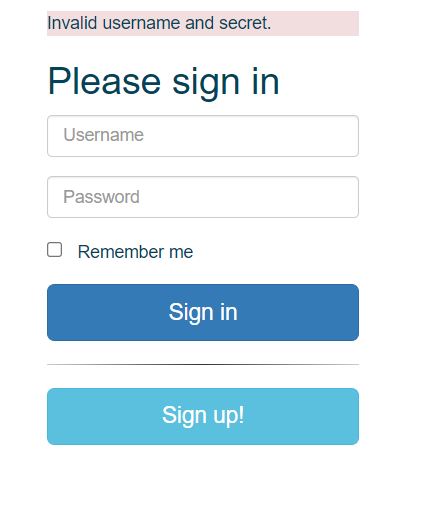 Invalid username and secret.
Please sign in
Username
Password
Remember me
Sign in
Sign up!